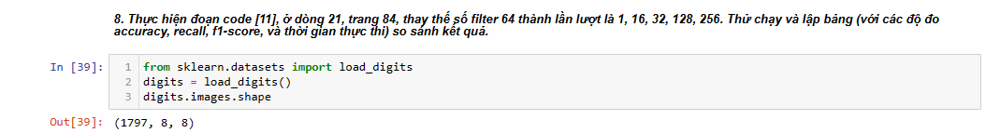 8. Thực hiện đoạn code [11], ở dòng 21, trang 84, thay thế số filter 64 thành lần lượt là 1, 16, 32, 128, 256. Thử chạy và lập bảng (với các độ đo
accuracy, recall, f1-score, và thời gian thực thi) so sánh kết quả.
In [39]: 1 from sklearn.datasets import load_digits
2 digits = load_digits()
3 digits.images.shape
Out[39]: (1797, 8, 8)